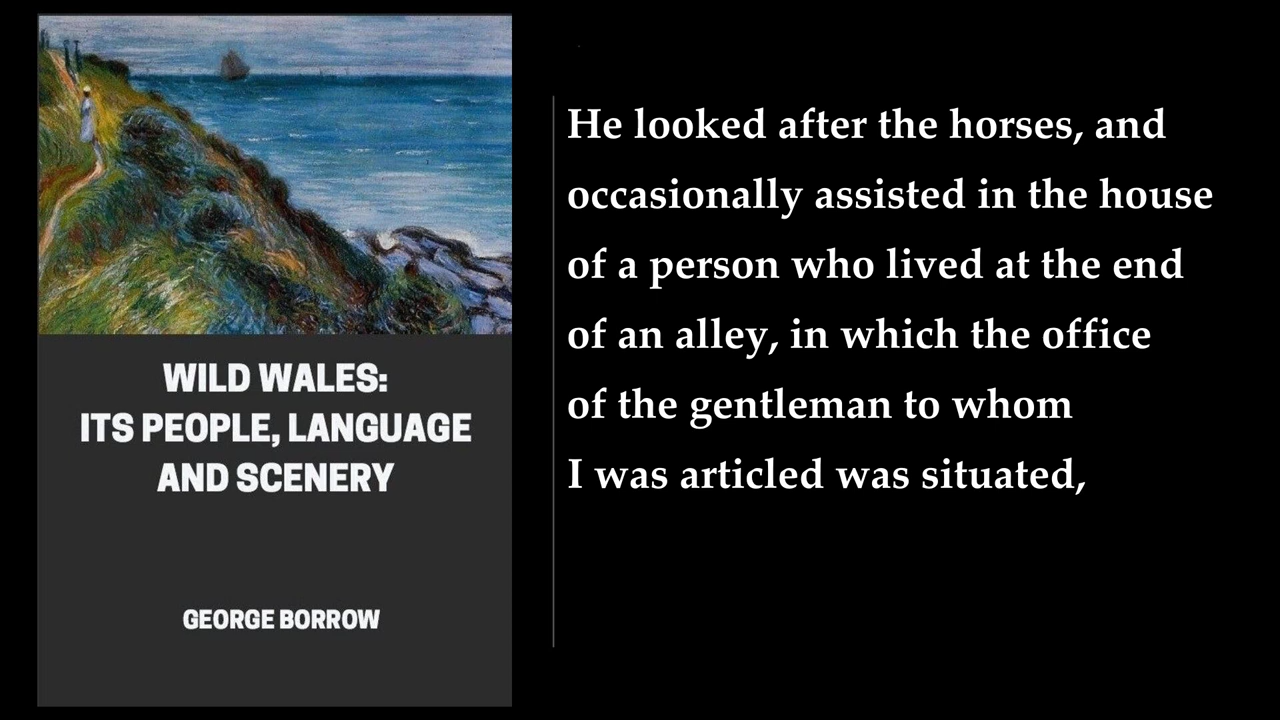 WILD WALES:
ITS PEOPLE, LANGUAGE
AND SCENERY
GEORGE BORROW
He looked after the horses, and
occasionally assisted in the house
of a person who lived at the end
of an alley, in which the office
of the gentleman to whom
I was articled was situated,